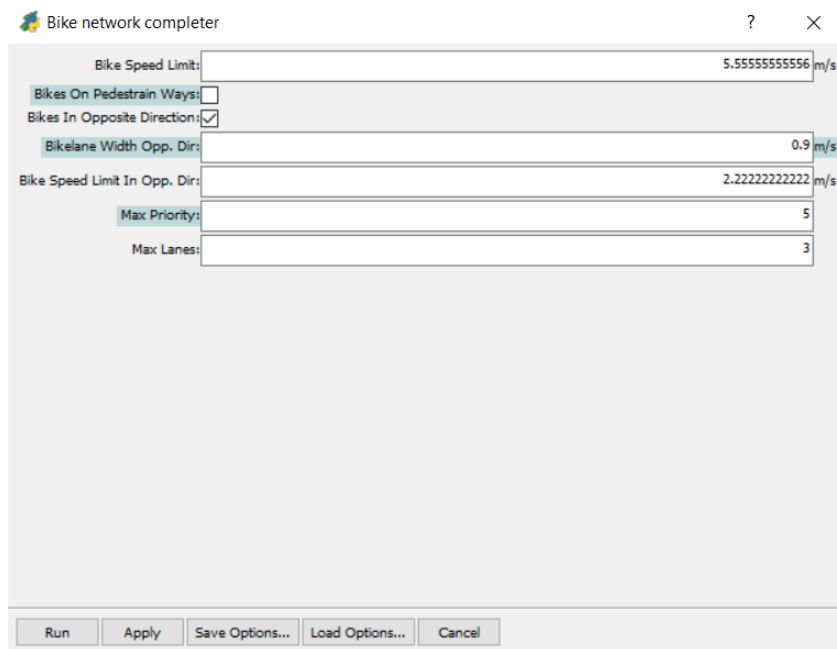 Bike network completer ?
Bike Speed Limit: 5.55555555556 m/s
Bikes On Pedestrain Ways:
Bikes In Opposite Direction:
Bikelane Width Opp. Dir: 0.9 m/s
Bike Speed Limit In Opp. Dir: 2.22222222222 m/s
Max Priority: 5
Max Lanes: 3
Run Apply Save Options... Load Options... Cancel